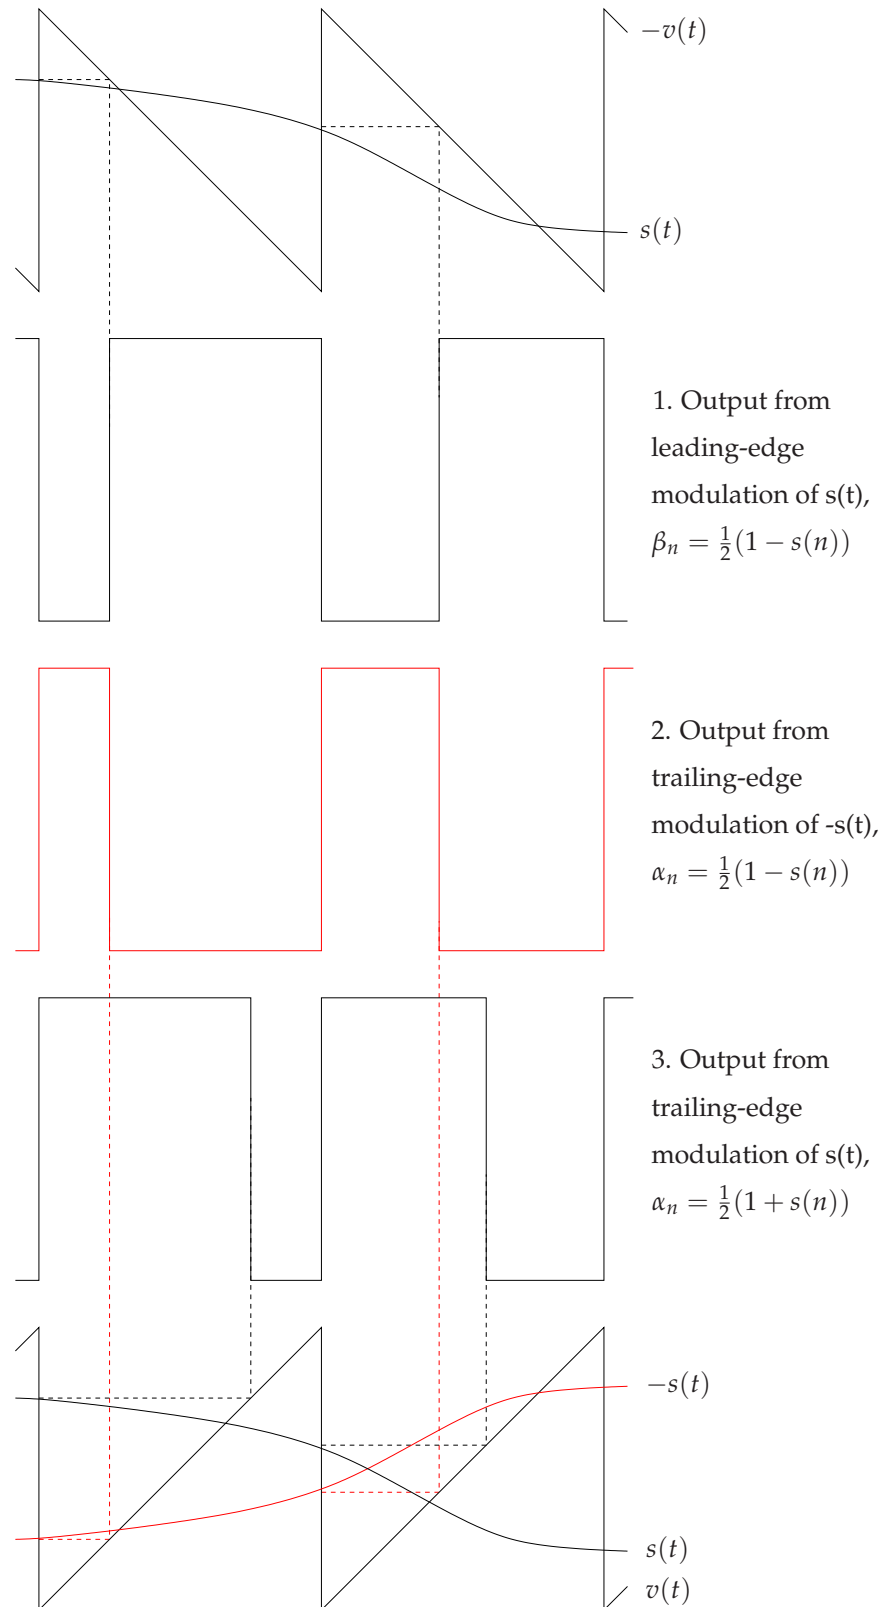 −v(t)
s(t)
1. Output from
leading-edge
modulation of s(t),
βₙ = ½(1 − s(n))
2. Output from
trailing-edge
modulation of -s(t),
αₙ = ½(1 − s(n))
3. Output from
trailing-edge
modulation of s(t),
αₙ = ½(1 + s(n))
−s(t)
s(t)
v(t)